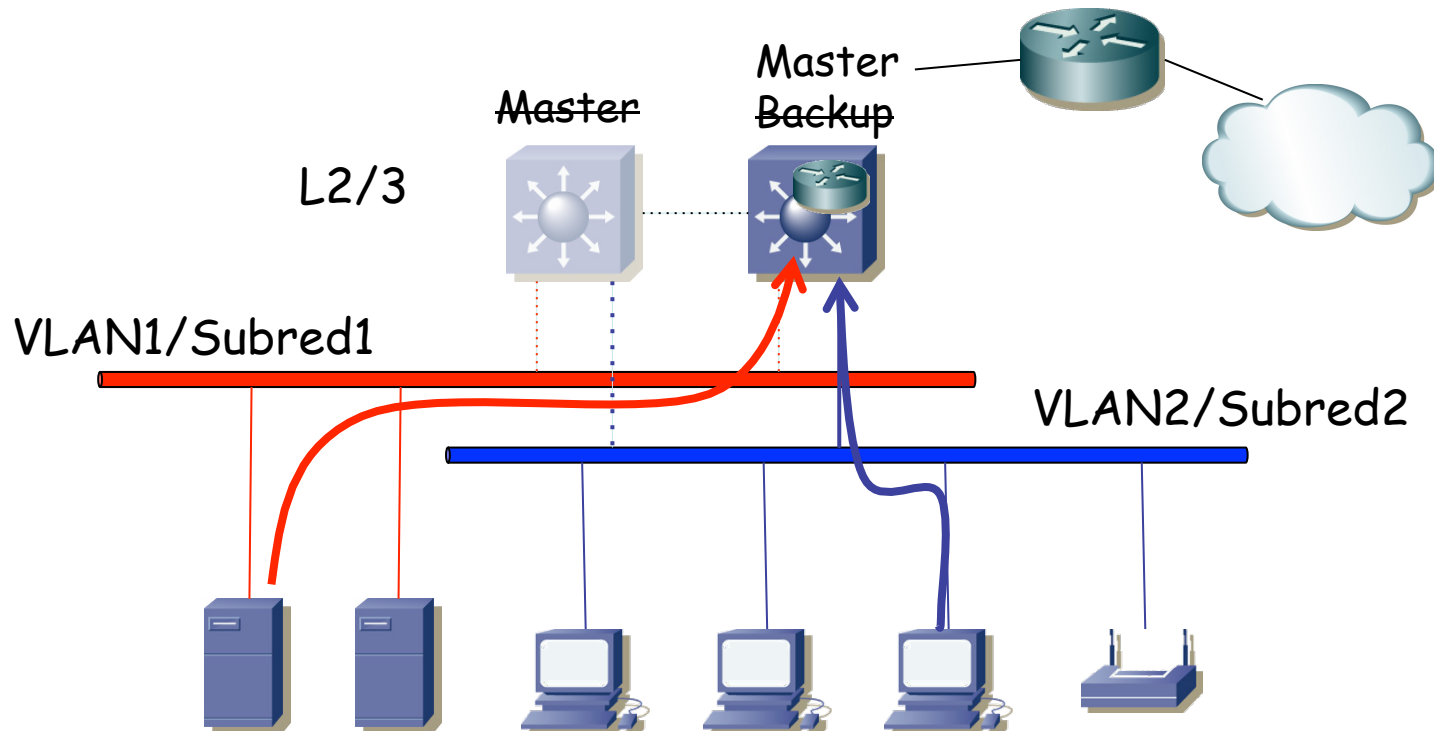 Master
Master
Backup
L2/3
VLAN1/Subred1
VLAN2/Subred2